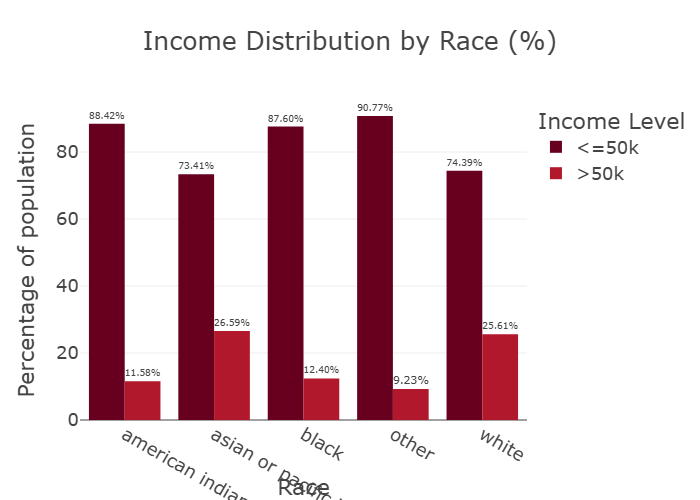 Income Distribution by Race (%)
Percentage of population
Income Level
<=50k
>50k
80
60
40
20
0
88.42%
11.58%
73.41%
26.59%
87.60%
12.40%
90.77%
9.23%
74.39%
25.61%
american indian
asian or pacific
black
other
white
Race